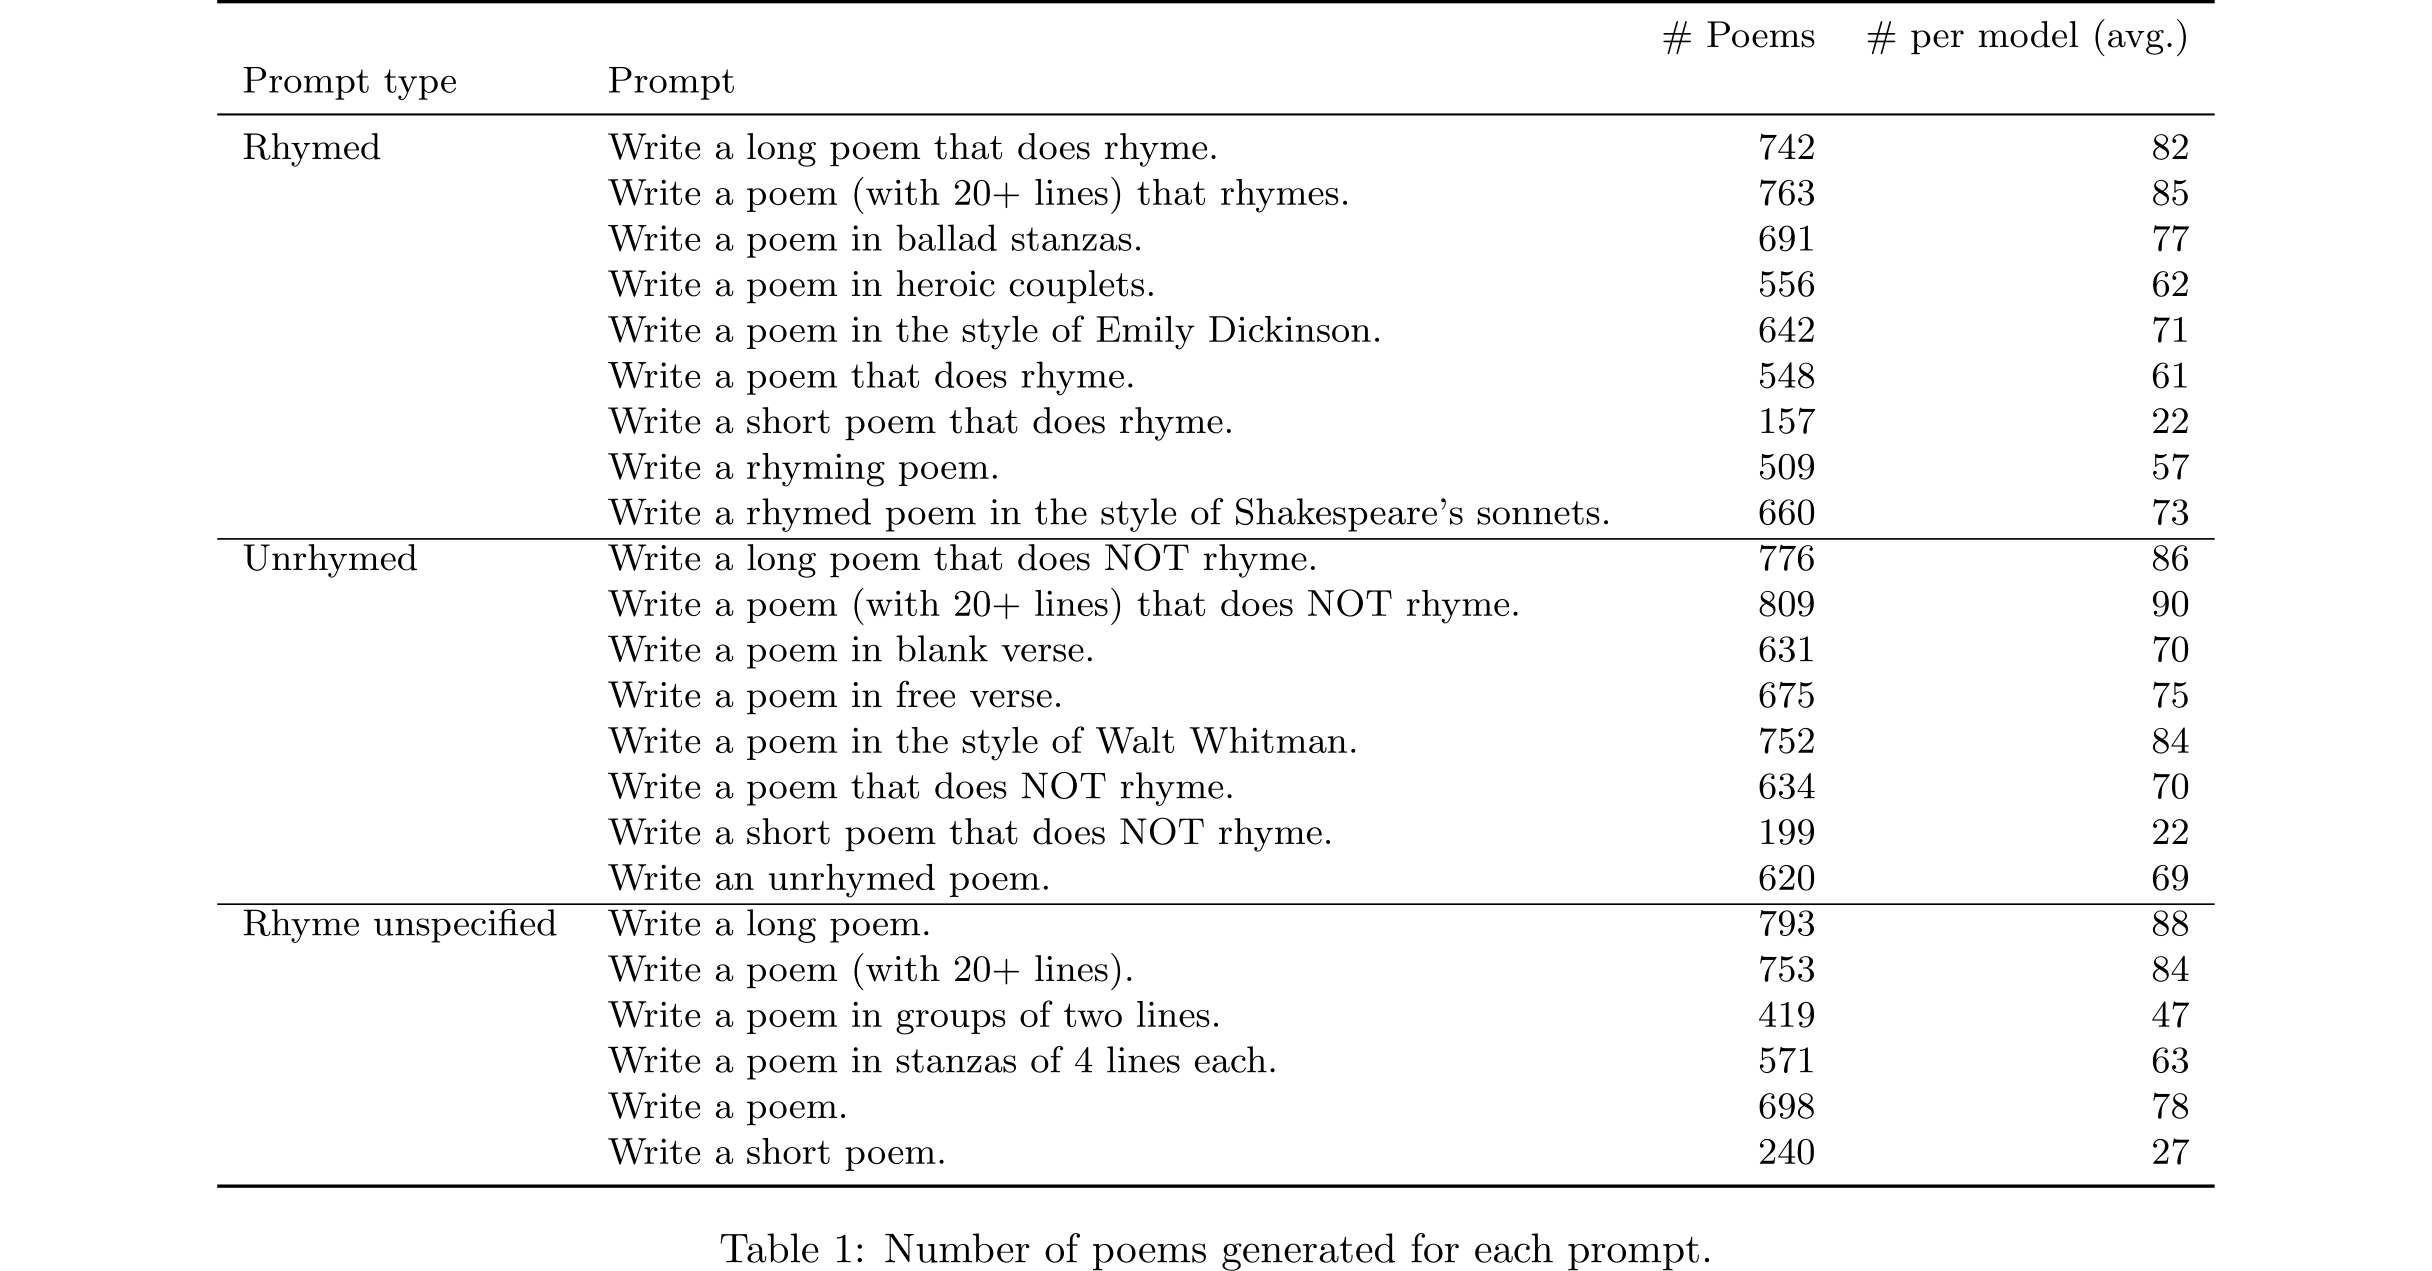 # Poems # per model (avg.)
Prompt type Prompt
Rhymed Write a long poem that does rhyme. 742 82
Write a poem (with 20+ lines) that rhymes. 763 85
Write a poem in ballad stanzas. 691 77
Write a poem in heroic couplets. 556 62
Write a poem in the style of Emily Dickinson. 642 71
Write a poem that does rhyme. 548 61
Write a short poem that does rhyme. 157 22
Write a rhyming poem. 509 57
Write a rhymed poem in the style of Shakespeare's sonnets. 660 73
Unrhymed Write a long poem that does NOT rhyme. 776 86
Write a poem (with 20+ lines) that does NOT rhyme. 809 90
Write a poem in blank verse. 631 70
Write a poem in free verse. 675 75
Write a poem in the style of Walt Whitman. 752 84
Write a poem that does NOT rhyme. 634 70
Write a short poem that does NOT rhyme. 199 22
Write an unrhymed poem. 620 69
Rhyme unspecified Write a long poem. 793 88
Write a poem (with 20+ lines). 753 84
Write a poem in groups of two lines. 419 47
Write a poem in stanzas of 4 lines each. 571 63
Write a poem. 698 78
Write a short poem. 240 27
Table 1: Number of poems generated for each prompt.